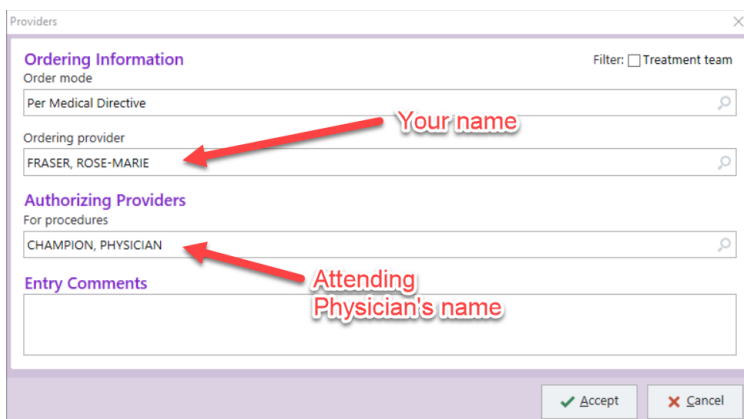 Providers
Ordering Information
Filter: Treatment team
Order mode
Per Medical Directive
Your name
Ordering provider
FRASER, ROSE-MARIE
Authorizing Providers
For procedures
CHAMPION, PHYSICIAN
Attending
Physician's name
Entry Comments
Accept
Cancel